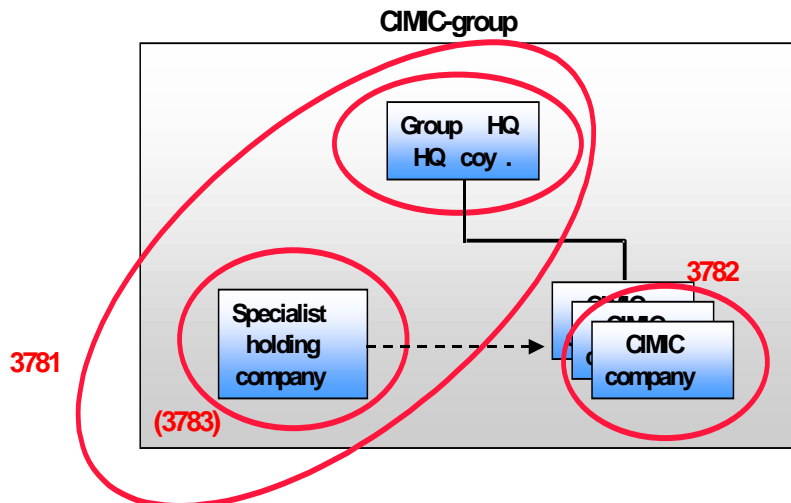 CIMIC-group
Group HQ
HQ coy .
3782
Specialist
holding
company
CIMIC
company
3781
(3783)